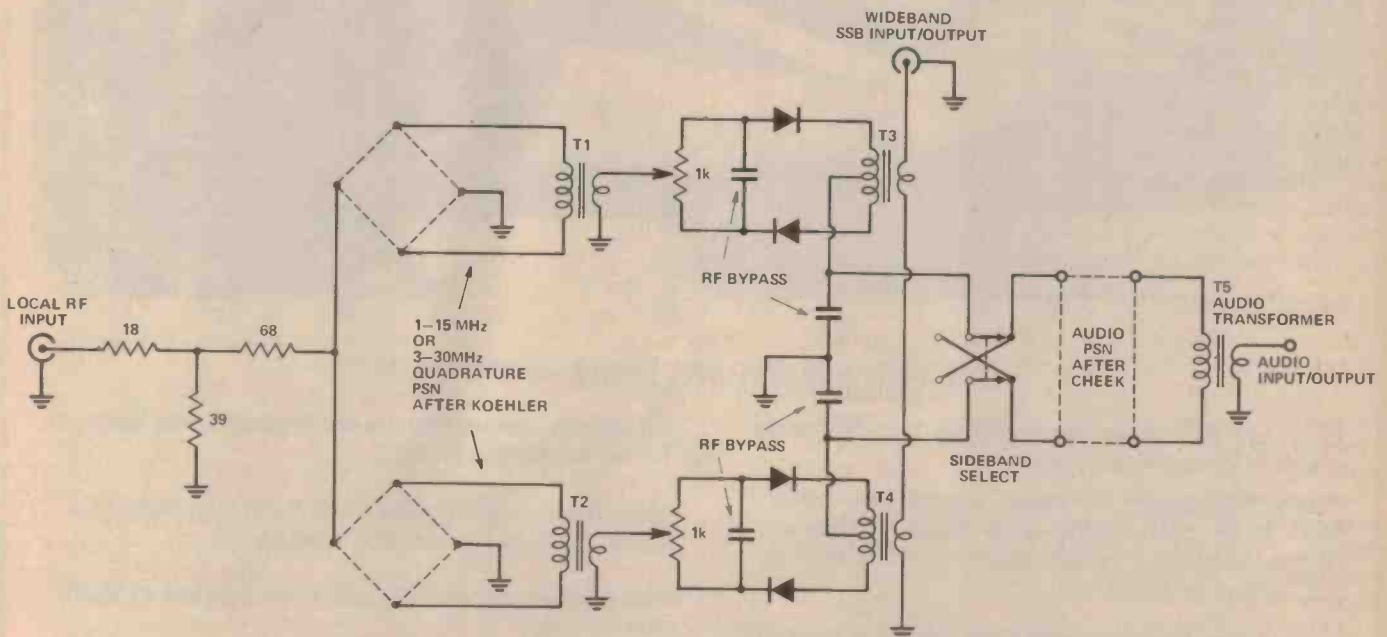 WIDEBAND
SSB INPUT/OUTPUT
T1
1k
T3
RF BYPASS
LOCAL RF
INPUT
18
68
39
1–15 MHz
OR
3–30MHz
QUADRATURE
PSN
AFTER KOEHLER
RF BYPASS
SIDEBAND
SELECT
AUDIO
PSN
AFTER
CHEEK
T5
AUDIO
TRANSFORMER
AUDIO
INPUT/OUTPUT
T2
1k
T4